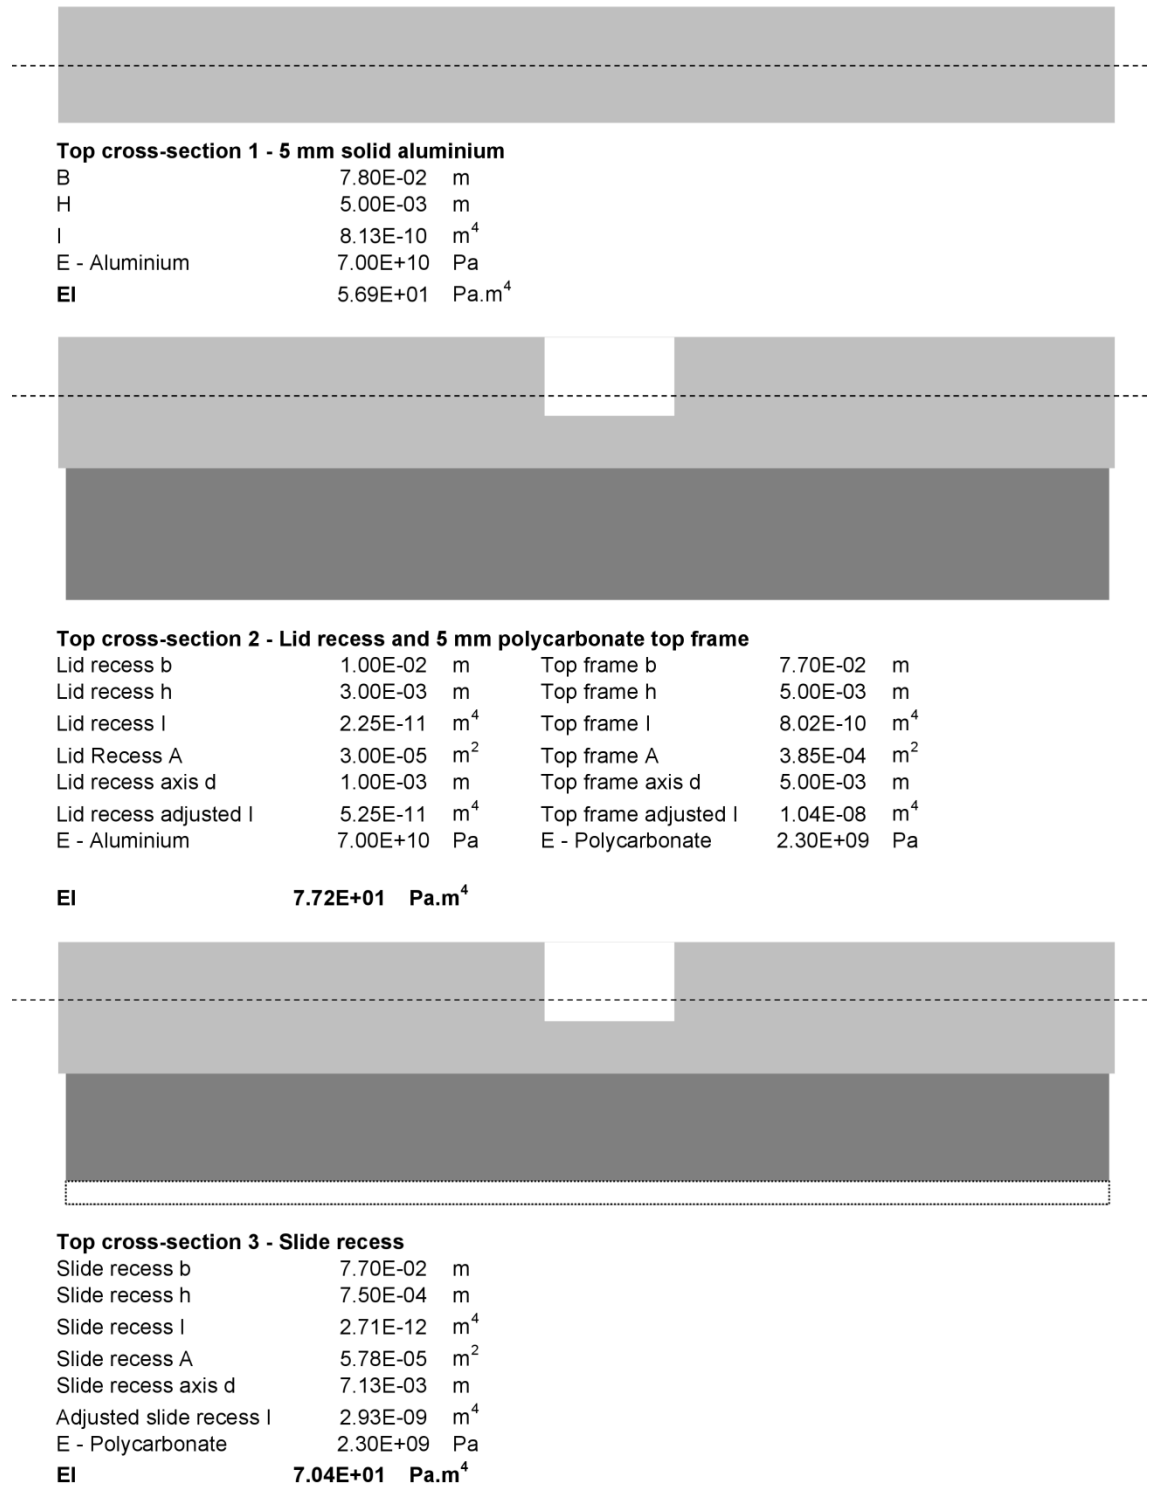 Top cross-section 1 - 5 mm solid aluminium
B 7.80E-02 m
H 5.00E-03 m
I 8.13E-10 m⁴
E - Aluminium 7.00E+10 Pa
EI 5.69E+01 Pa.m⁴
Top cross-section 2 - Lid recess and 5 mm polycarbonate top frame
Lid recess b 1.00E-02 m Top frame b 7.70E-02 m
Lid recess h 3.00E-03 m Top frame h 5.00E-03 m
Lid recess I 2.25E-11 m⁴ Top frame I 8.02E-10 m⁴
Lid Recess A 3.00E-05 m² Top frame A 3.85E-04 m²
Lid recess axis d 1.00E-03 m Top frame axis d 5.00E-03 m
Lid recess adjusted I 5.25E-11 m⁴ Top frame adjusted I 1.04E-08 m⁴
E - Aluminium 7.00E+10 Pa E - Polycarbonate 2.30E+09 Pa
EI 7.72E+01 Pa.m⁴
Top cross-section 3 - Slide recess
Slide recess b 7.70E-02 m
Slide recess h 7.50E-04 m
Slide recess I 2.71E-12 m⁴
Slide recess A 5.78E-05 m²
Slide recess axis d 7.13E-03 m
Adjusted slide recess I 2.93E-09 m⁴
E - Polycarbonate 2.30E+09 Pa
EI 7.04E+01 Pa.m⁴